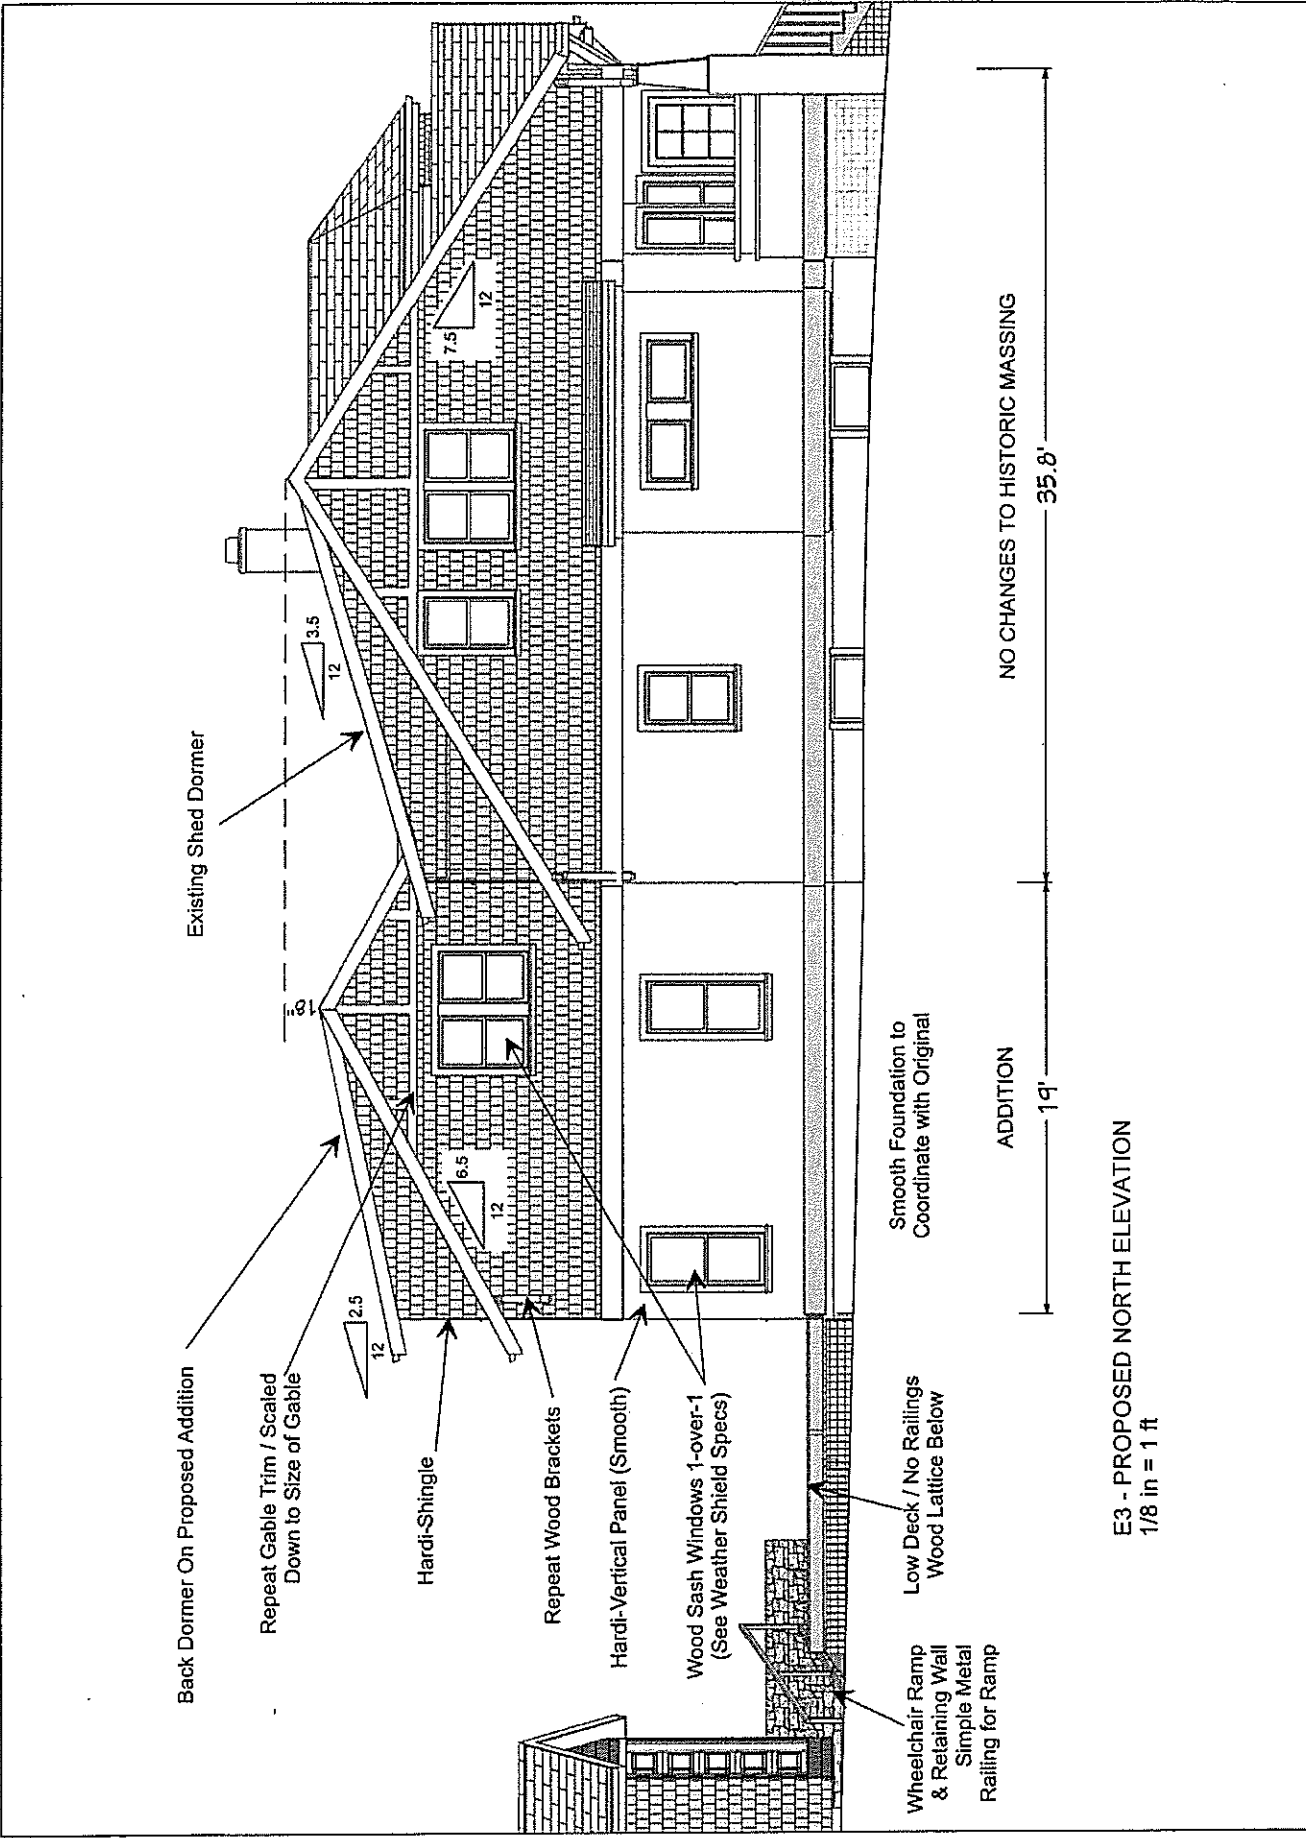 Existing Shed Dormer
Back Dormer On Proposed Addition
Repeat Gable Trim / Scaled
Down to Size of Gable
Hardi-Shingle
Repeat Wood Brackets
Hardi-Vertical Panel (Smooth)
Wood Sash Windows 1-over-1
(See Weather Shield Specs)
Low Deck / No Railings
Wood Lattice Below
Wheelchair Ramp
& Retaining Wall
Simple Metal
Railing for Ramp
2.5
12
6.5
12
18"
3.5
12
7.5
12
Smooth Foundation to
Coordinate with Original
ADDITION
19'
NO CHANGES TO HISTORIC MASSING
35.8'
E3 - PROPOSED NORTH ELEVATION
1/8 in = 1 ft